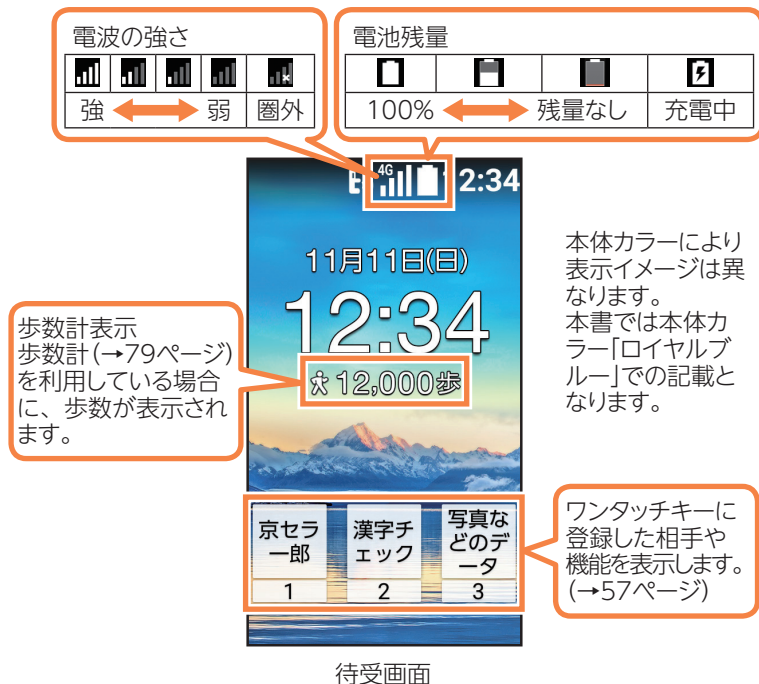 電波の強さ
強 弱 圏外
電池残量
100% 残量なし 充電中
4G
12:34
11月11日(日)
12:34
12,000歩
本体カラーにより
表示イメージは異
なります。
本書では本体カ
ラー「ロイヤルブ
ルー」での記載と
なります。
歩数計表示
歩数計(→79ページ)
を利用している場合
に、歩数が表示され
ます。
京セラ
一郎
1
漢字チ
ェック
2
写真な
どのデ
ータ
3
ワンタッチキーに
登録した相手や
機能を表示します。
(→57ページ)
待受画面